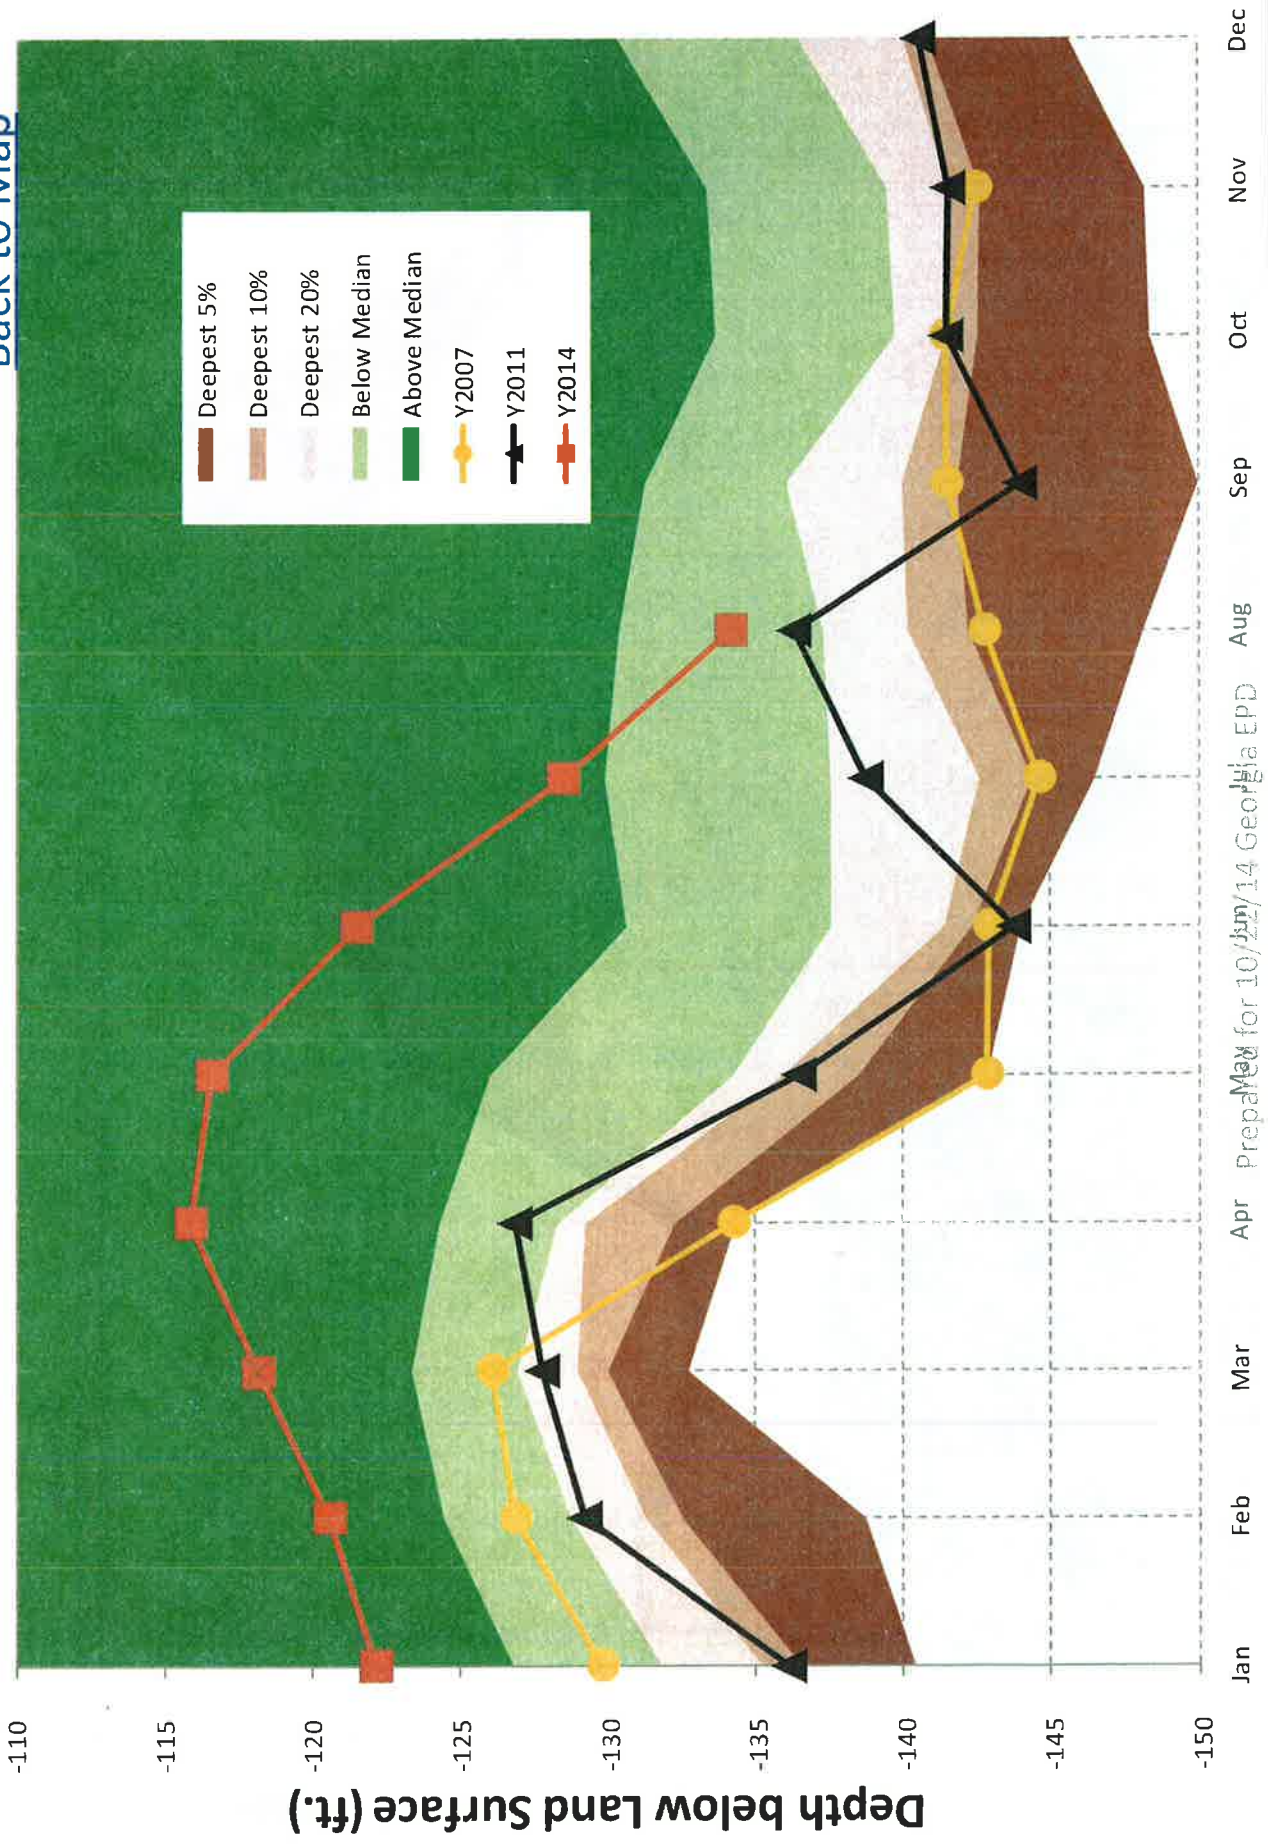 Back to Map
Deepest 5%
Deepest 10%
Deepest 20%
Below Median
Above Median
Y2007
Y2011
Y2014
-110
-115
-120
-125
-130
-135
-140
-145
-150
Depth below Land Surface (ft.)
Jan
Feb
Mar
Apr
May
Jun
Jul
Aug
Sep
Oct
Nov
Dec
Prepared for 10/22/14 Georgia EPD